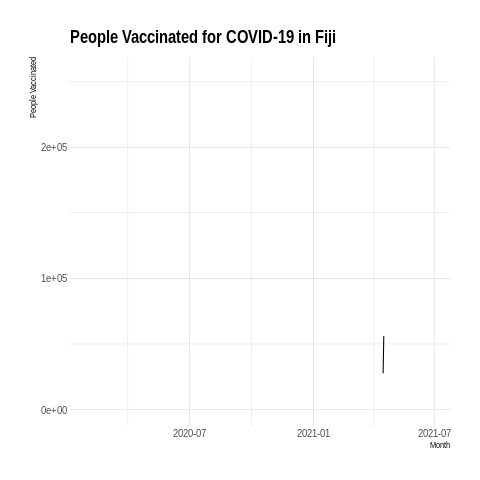 People Vaccinated for COVID-19 in Fiji
People Vaccinated
2e+05
1e+05
0e+00
2020-07
2021-01
2021-07
Month